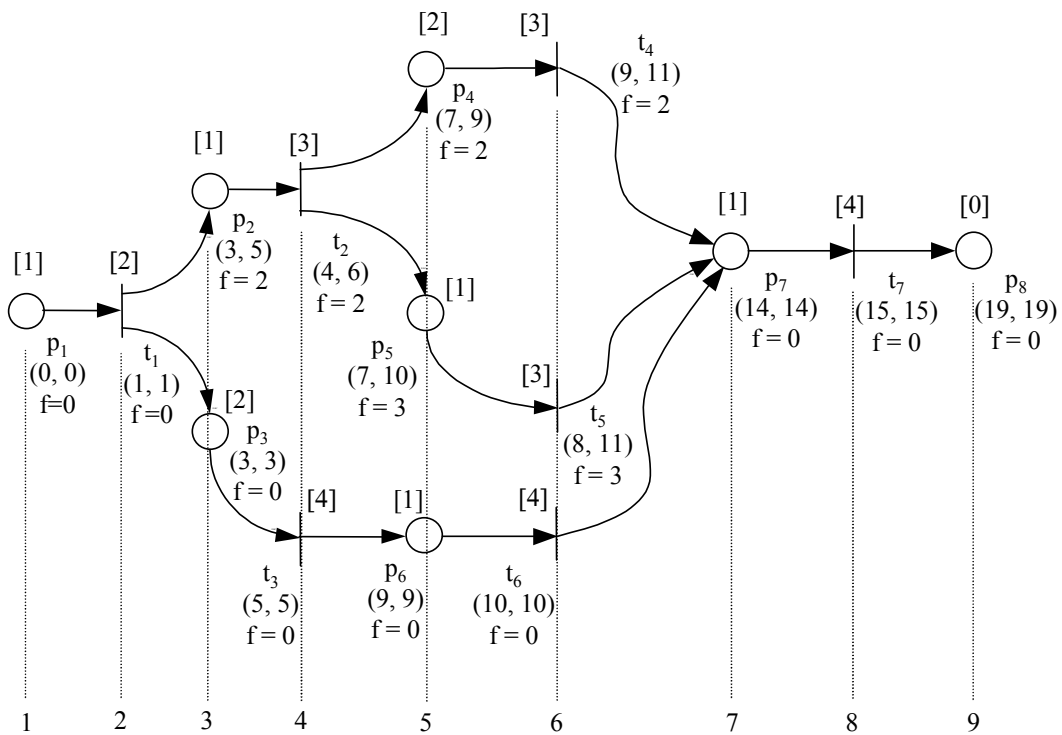 [2]
[3]
t4
(9, 11)
f = 2
p4
(7, 9)
f = 2
[1]
[3]
p2
(3, 5)
f = 2
t2
(4, 6)
f = 2
[1]
[2]
p1
(0, 0)
f=0
t1
(1, 1)
f=0
[1]
p5
(7, 10)
f = 3
[3]
t5
(8, 11)
f = 3
[1]
[4]
[0]
p7
(14, 14)
f = 0
t7
(15, 15)
f = 0
p8
(19, 19)
f = 0
[2]
p3
(3, 3)
f = 0
[4]
[1]
[4]
t3
(5, 5)
f = 0
p6
(9, 9)
f = 0
t6
(10, 10)
f = 0
1 2 3 4 5 6 7 8 9